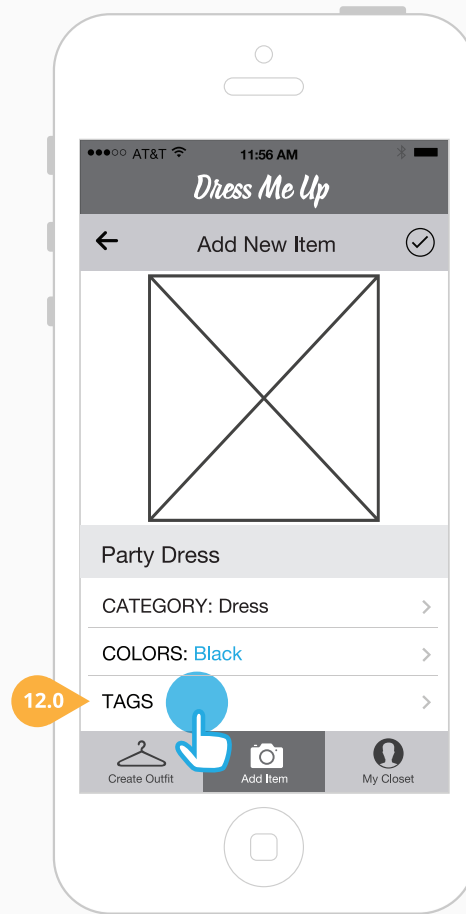 AT&T 11:56 AM
Dress Me Up
Add New Item
Party Dress
CATEGORY: Dress
COLORS: Black
12.0 TAGS
Create Outfit Add Item My Closet